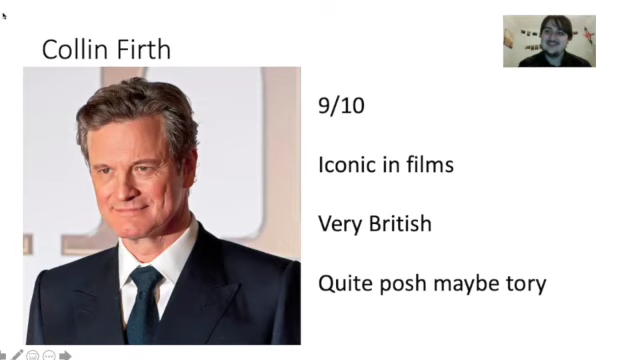 Collin Firth
9/10
Iconic in films
Very British
Quite posh maybe tory